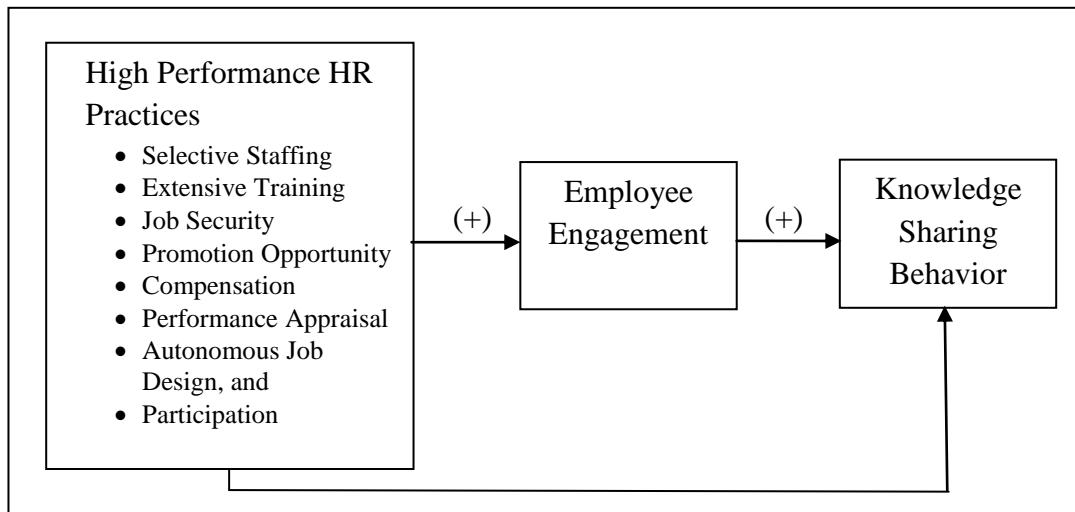 High Performance HR
Practices
• Selective Staffing
• Extensive Training
• Job Security
• Promotion Opportunity
• Compensation
• Performance Appraisal
• Autonomous Job
Design, and
• Participation
(+)
Employee
Engagement
(+)
Knowledge
Sharing
Behavior